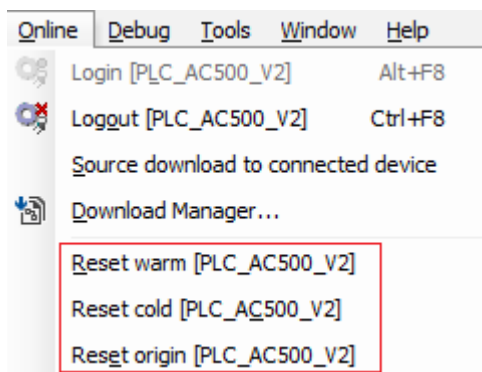 Online Debug Tools Window Help
Login [PLC_AC500_V2] Alt+F8
Logout [PLC_AC500_V2] Ctrl+F8
Source download to connected device
Download Manager...
Reset warm [PLC_AC500_V2]
Reset cold [PLC_AC500_V2]
Reset origin [PLC_AC500_V2]